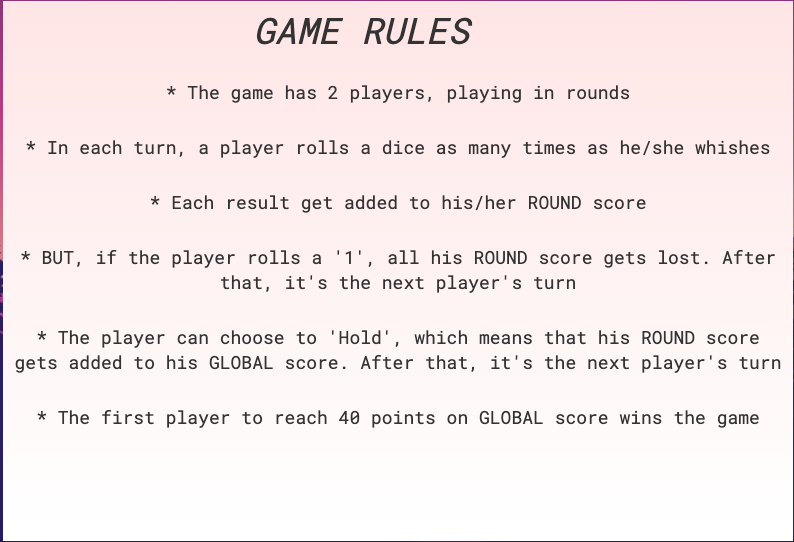 GAME RULES
* The game has 2 players, playing in rounds
* In each turn, a player rolls a dice as many times as he/she whishes
* Each result get added to his/her ROUND score
* BUT, if the player rolls a '1', all his ROUND score gets lost. After
that, it's the next player's turn
* The player can choose to 'Hold', which means that his ROUND score
gets added to his GLOBAL score. After that, it's the next player's turn
* The first player to reach 40 points on GLOBAL score wins the game